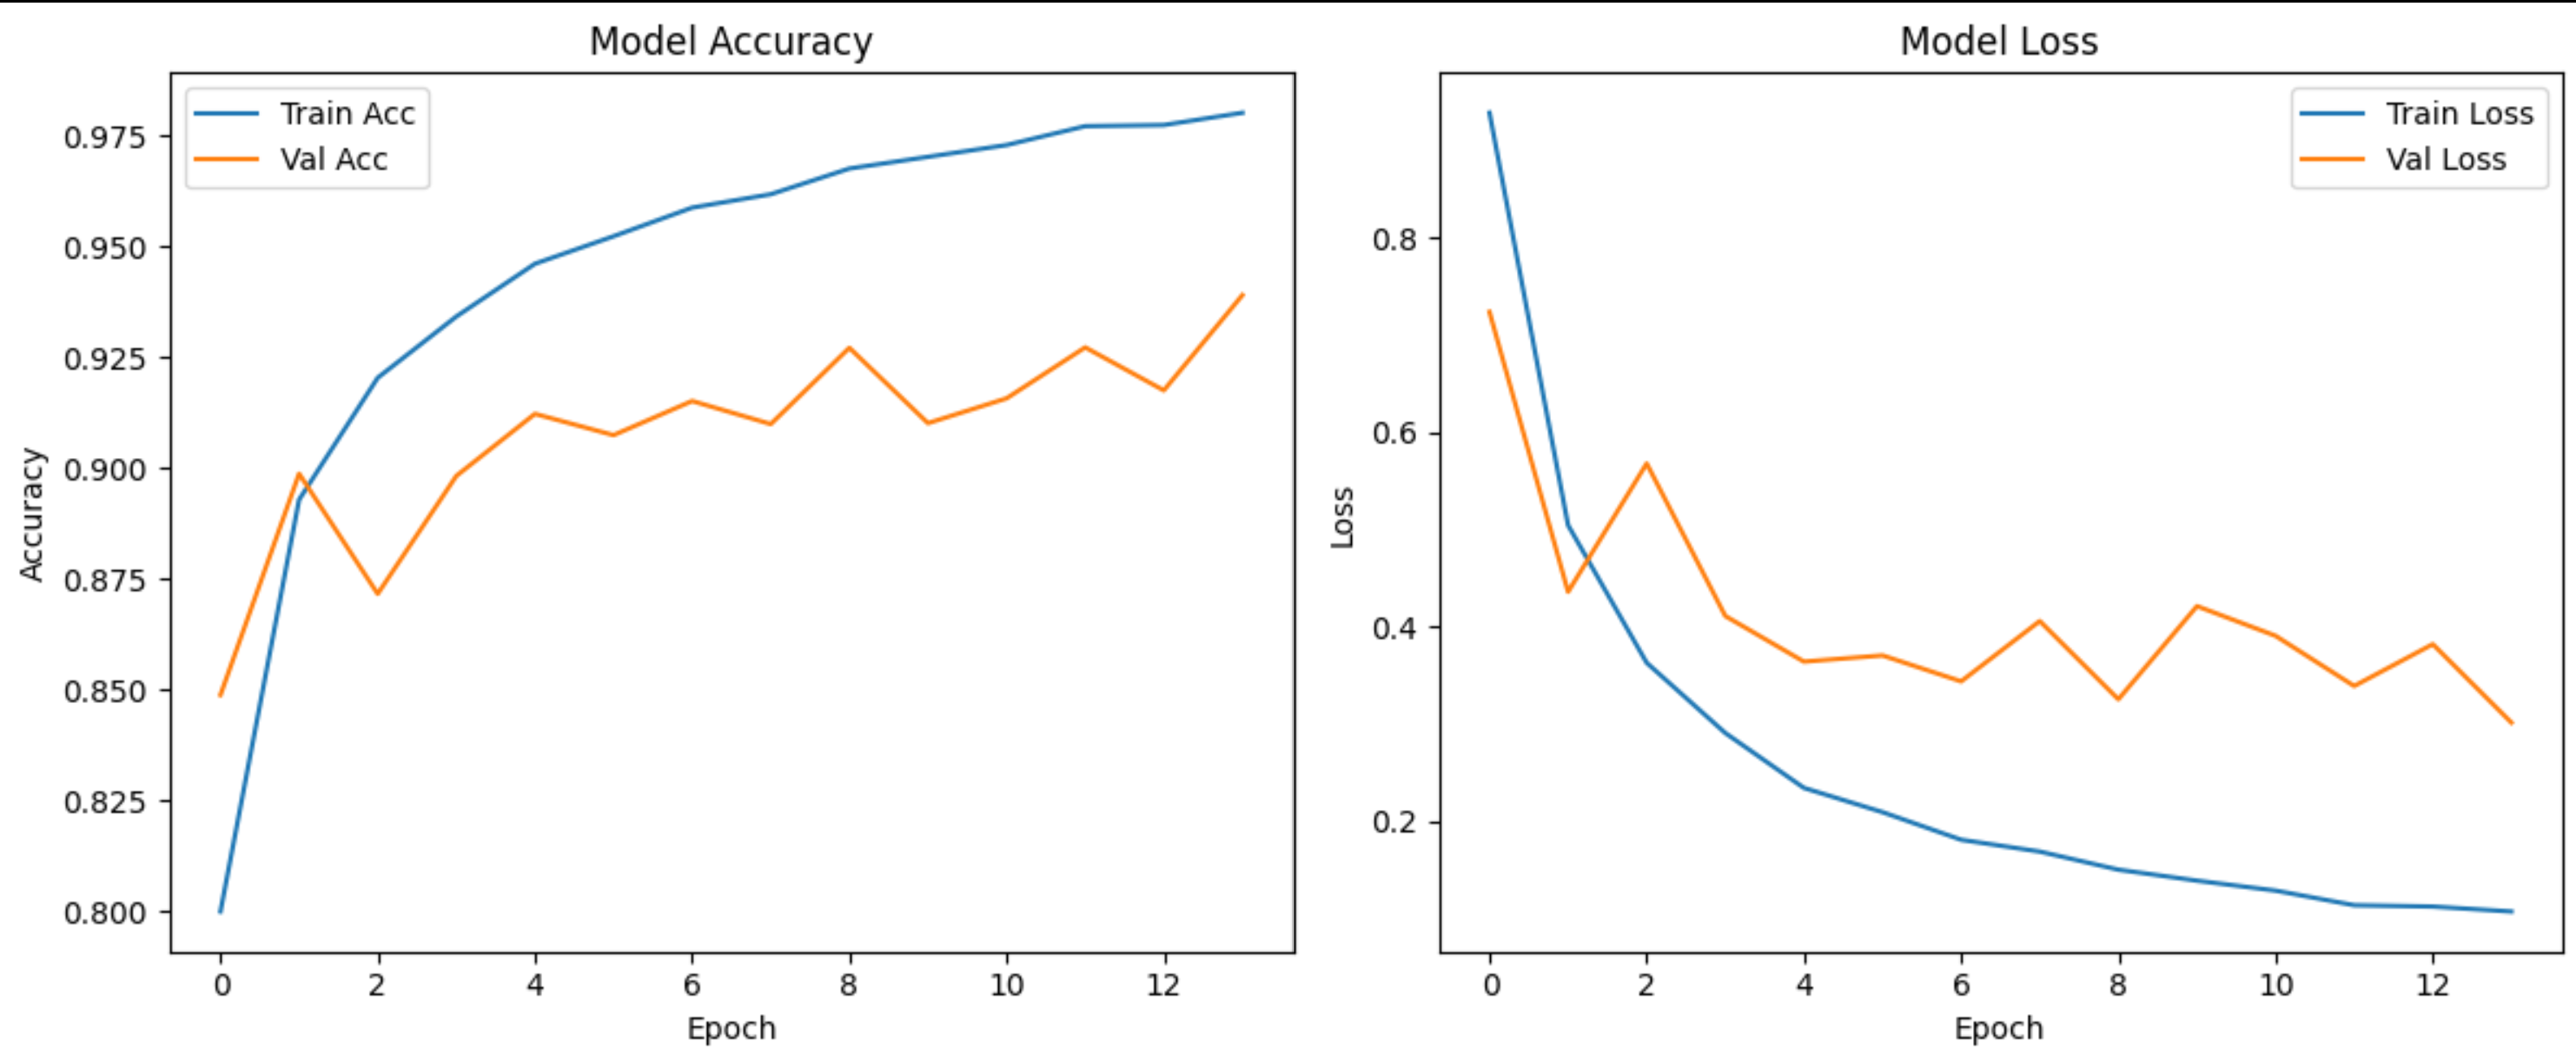 Model Accuracy
Train Acc
Val Acc
0.975
0.950
0.925
0.900
0.875
0.850
0.825
0.800
Accuracy
0 2 4 6 8 10 12
Epoch
Model Loss
Train Loss
Val Loss
0.8
0.6
0.4
0.2
Loss
0 2 4 6 8 10 12
Epoch